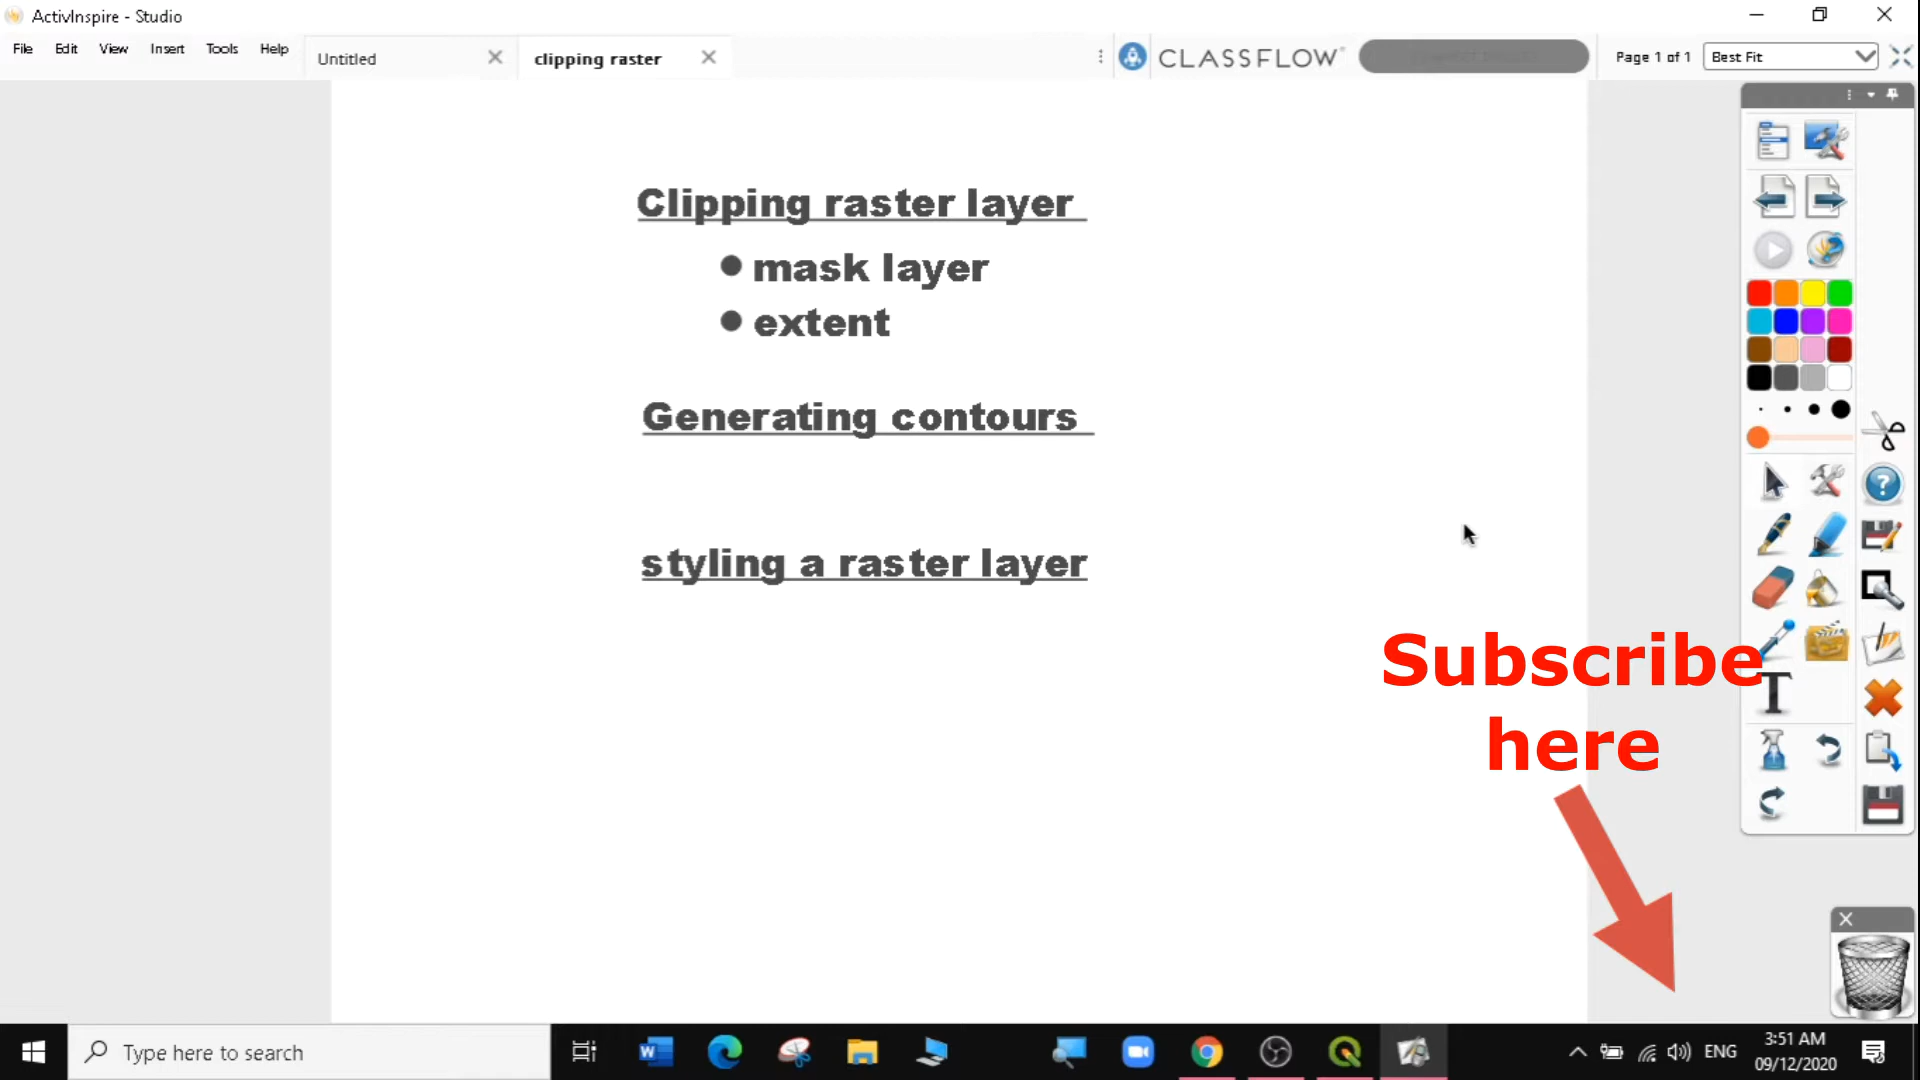 ActivInspire - Studio
File Edit View Insert Tools Help
Untitled
clipping raster
CLASSFLOW
Page 1 of 1
Best Fit
Clipping raster layer
mask layer
extent
Generating contours
styling a raster layer
Subscribe
here
T
Type here to search
ENG
3:51 AM
09/12/2020